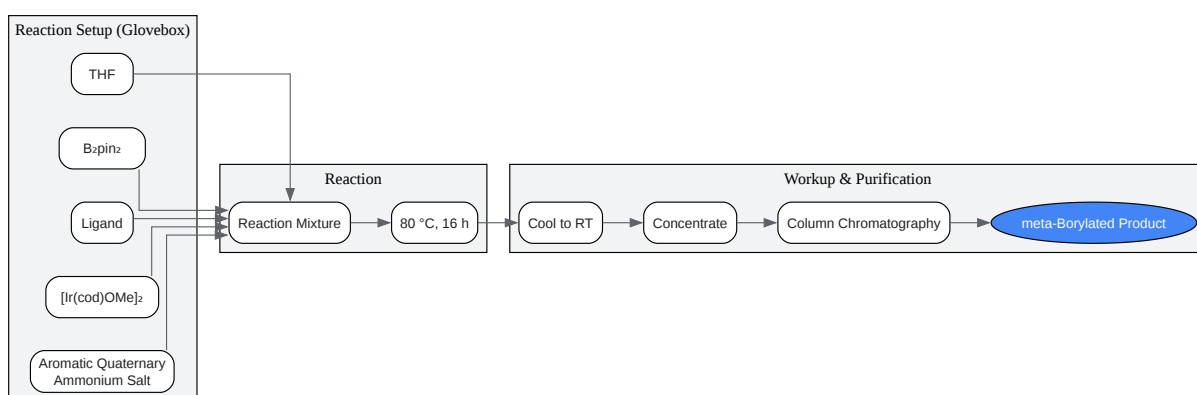 Reaction Setup (Glovebox)
THF
B₂pin₂
Ligand
[Ir(cod)OMe]₂
Aromatic Quaternary
Ammonium Salt
Reaction
Reaction Mixture
80 °C, 16 h
Workup & Purification
Cool to RT
Concentrate
Column Chromatography
meta-Borylated Product